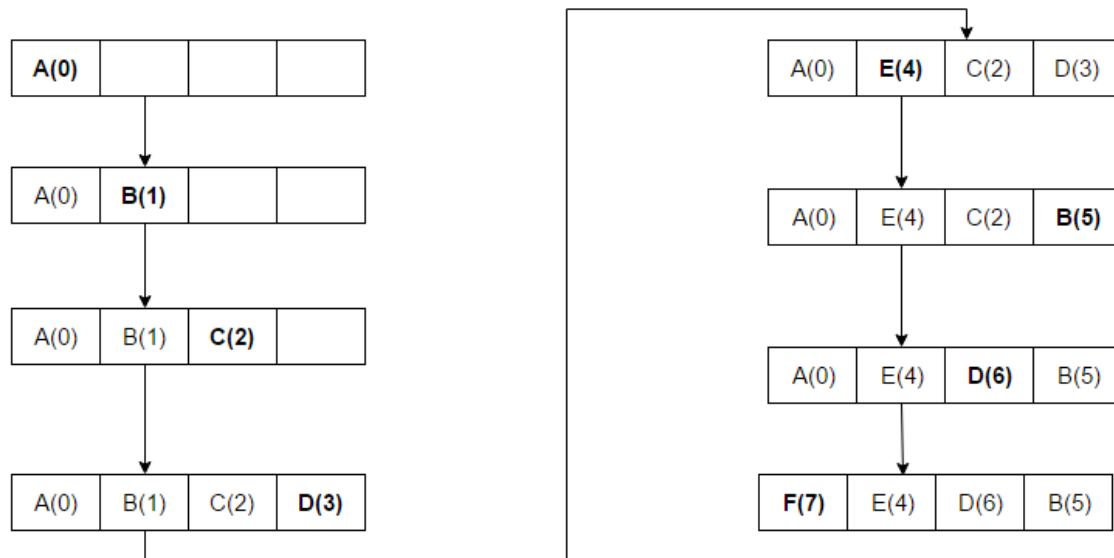 A(0)
A(0) B(1)
A(0) B(1) C(2)
A(0) B(1) C(2) D(3)
A(0) E(4) C(2) D(3)
A(0) E(4) C(2) B(5)
A(0) E(4) D(6) B(5)
F(7) E(4) D(6) B(5)